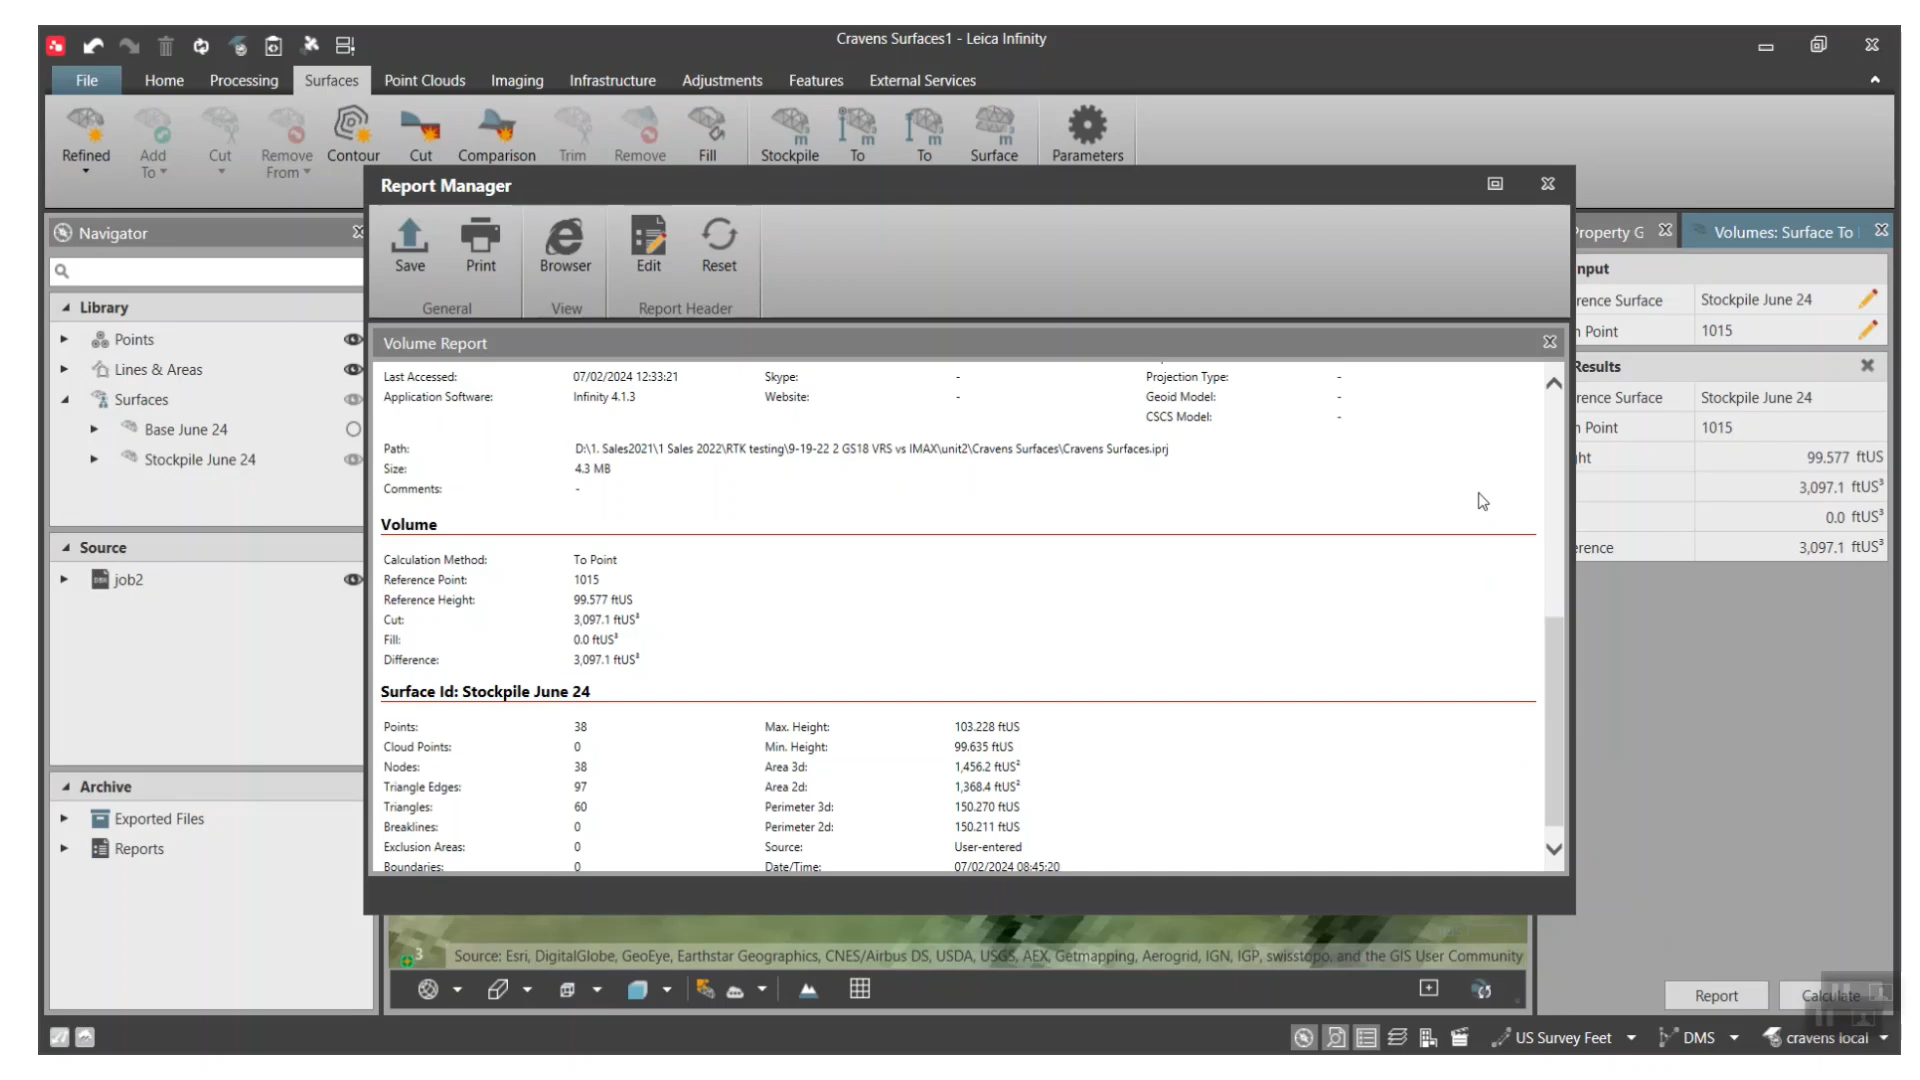 Cravens Surfaces1 - Leica Infinity
File Home Processing Surfaces Point Clouds Imaging Infrastructure Adjustments Features External Services
Refined Add To Cut Remove From Contour Cut Comparison Trim Remove Fill Stockpile To To Surface Parameters
Report Manager
Save Print Browser Edit Reset
General View Report Header
Navigator
Library
Points
Lines & Areas
Surfaces
Base June 24
Stockpile June 24
Source
job2
Archive
Exported Files
Reports
Volume Report
Last Accessed: 07/02/2024 12:33:21 Skype: - Projection Type: -
Application Software: Infinity 4.1.3 Website: - Geoid Model: -
CSCS Model: -
Path: D:\1. Sales2021\1 Sales 2022\RTK testing\9-19-22 2 GS18 VRS vs IMAX\unit2\Cravens Surfaces\Cravens Surfaces.iprj
Size: 4.3 MB
Comments: -
Volume
Calculation Method: To Point
Reference Point: 1015
Reference Height: 99.577 ftUS
Cut: 3,097.1 ftUS³
Fill: 0.0 ftUS³
Difference: 3,097.1 ftUS³
Surface Id: Stockpile June 24
Points: 38 Max. Height: 103.228 ftUS
Cloud Points: 0 Min. Height: 99.635 ftUS
Nodes: 38 Area 3d: 1,456.2 ftUS²
Triangle Edges: 97 Area 2d: 1,368.4 ftUS²
Triangles: 60 Perimeter 3d: 150.270 ftUS
Breaklines: 0 Perimeter 2d: 150.211 ftUS
Exclusion Areas: 0 Source: User-entered
Boundaries: 0 Date/Time: 07/02/2024 08:45:20
Property G Volumes: Surface To
nput
rence Surface Stockpile June 24
n Point 1015
Results
rence Surface Stockpile June 24
n Point 1015
ht 99.577 ftUS
3,097.1 ftUS³
0.0 ftUS³
erence 3,097.1 ftUS³
3 Source: Esri, DigitalGlobe, GeoEye, Earthstar Geographics, CNES/Airbus DS, USDA, USGS, AEX, Getmapping, Aerogrid, IGN, IGP, swisstopo, and the GIS User Community
Report Calculate
US Survey Feet DMS cravens local